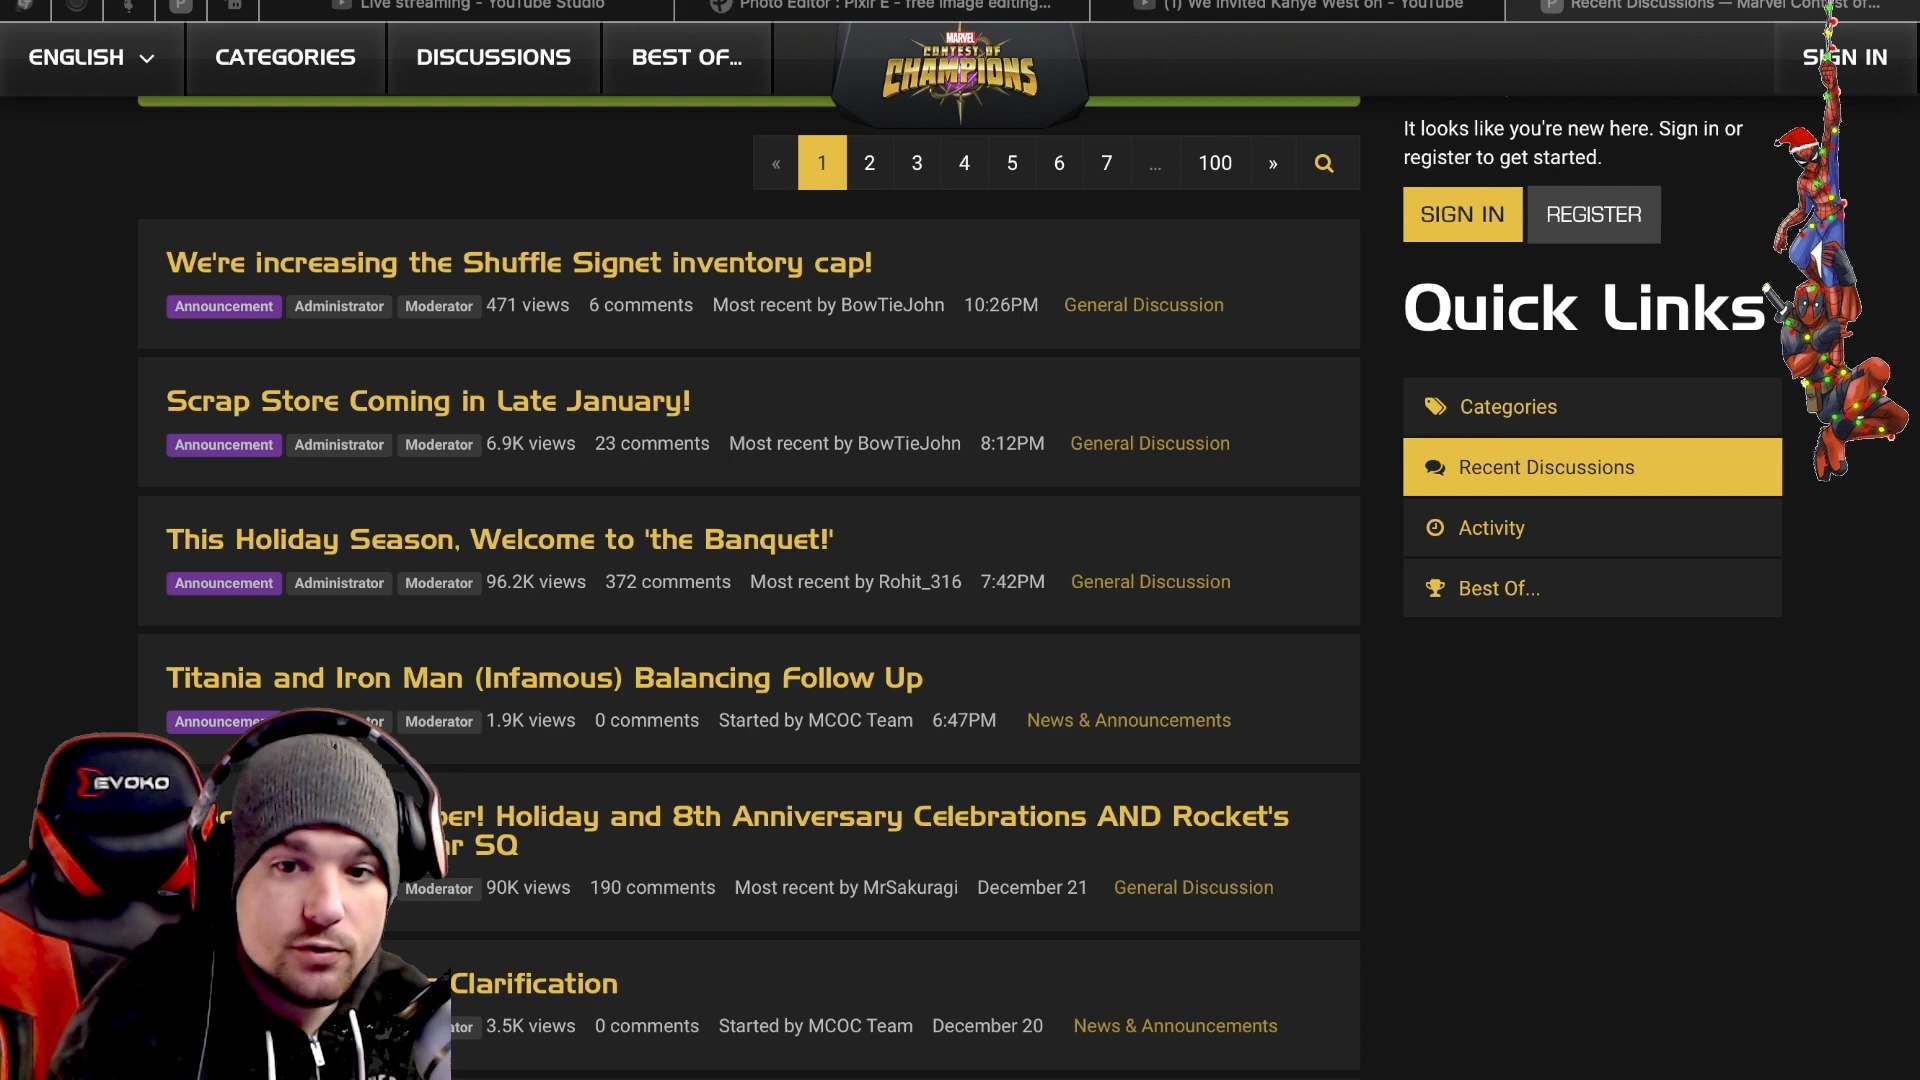 Live streaming - YouTube Studio
Photo Editor : Pixlr E - free image editing...
(1) We Invited Kanye West on - YouTube
Recent Discussions — Marvel Contest of...
ENGLISH
CATEGORIES
DISCUSSIONS
BEST OF...
MARVEL
CONTEST OF
CHAMPIONS
SIGN IN
It looks like you're new here. Sign in or
register to get started.
SIGN IN
REGISTER
« 1 2 3 4 5 6 7 ... 100 »
We're increasing the Shuffle Signet inventory cap!
Announcement Administrator Moderator 471 views 6 comments Most recent by BowTieJohn 10:26PM General Discussion
Scrap Store Coming in Late January!
Announcement Administrator Moderator 6.9K views 23 comments Most recent by BowTieJohn 8:12PM General Discussion
This Holiday Season, Welcome to 'the Banquet!'
Announcement Administrator Moderator 96.2K views 372 comments Most recent by Rohit_316 7:42PM General Discussion
Titania and Iron Man (Infamous) Balancing Follow Up
Announceme tor Moderator 1.9K views 0 comments Started by MCOC Team 6:47PM News & Announcements
ber! Holiday and 8th Anniversary Celebrations AND Rocket's
SQ
Moderator 90K views 190 comments Most recent by MrSakuragi December 21 General Discussion
Clarification
ator 3.5K views 0 comments Started by MCOC Team December 20 News & Announcements
Quick Links
Categories
Recent Discussions
Activity
Best Of...
EVOKO